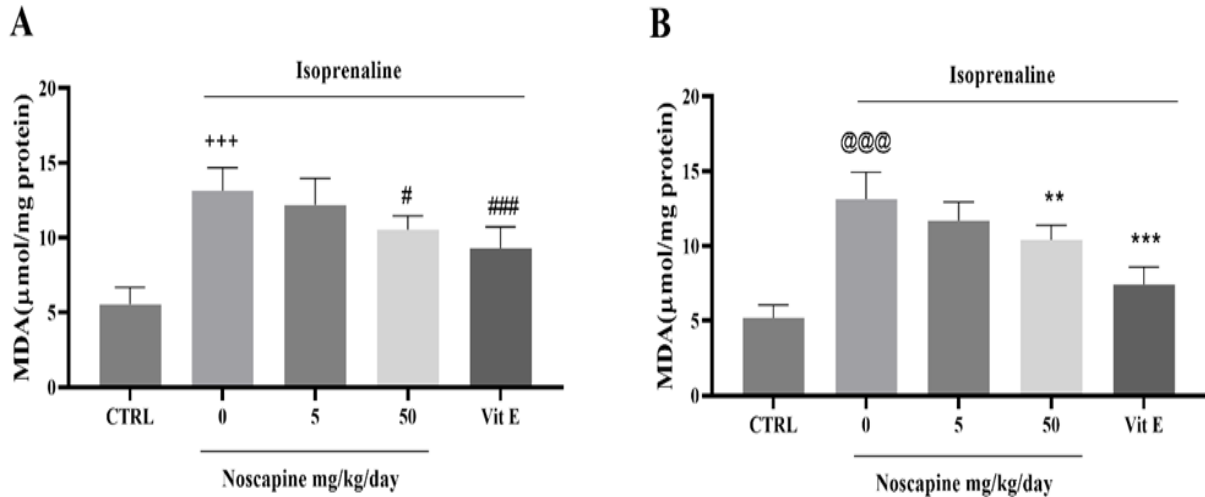 A
Isoprenaline
MDA(μmol/mg protein)
20
15
10
5
0
+++
#
###
CTRL 0 5 50 Vit E
Noscapine mg/kg/day
B
Isoprenaline
MDA(μmol/mg protein)
20
15
10
5
0
@@@
**
***
CTRL 0 5 50 Vit E
Noscapine mg/kg/day